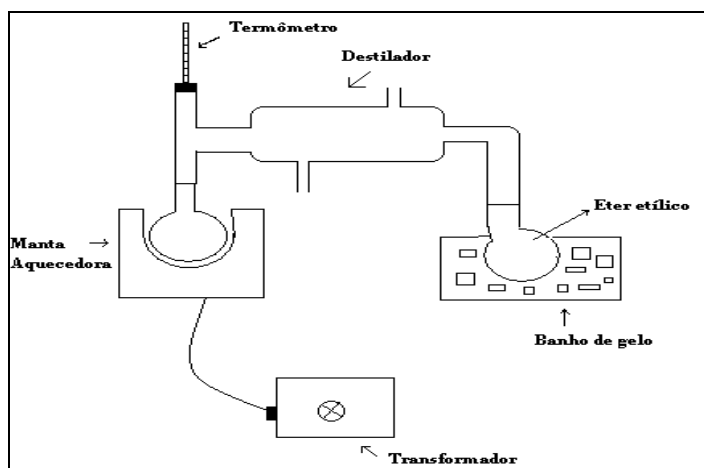 Termômetro
Destilador
Eter etílico
Manta
Aquecedora
Banho de gelo
Transformador